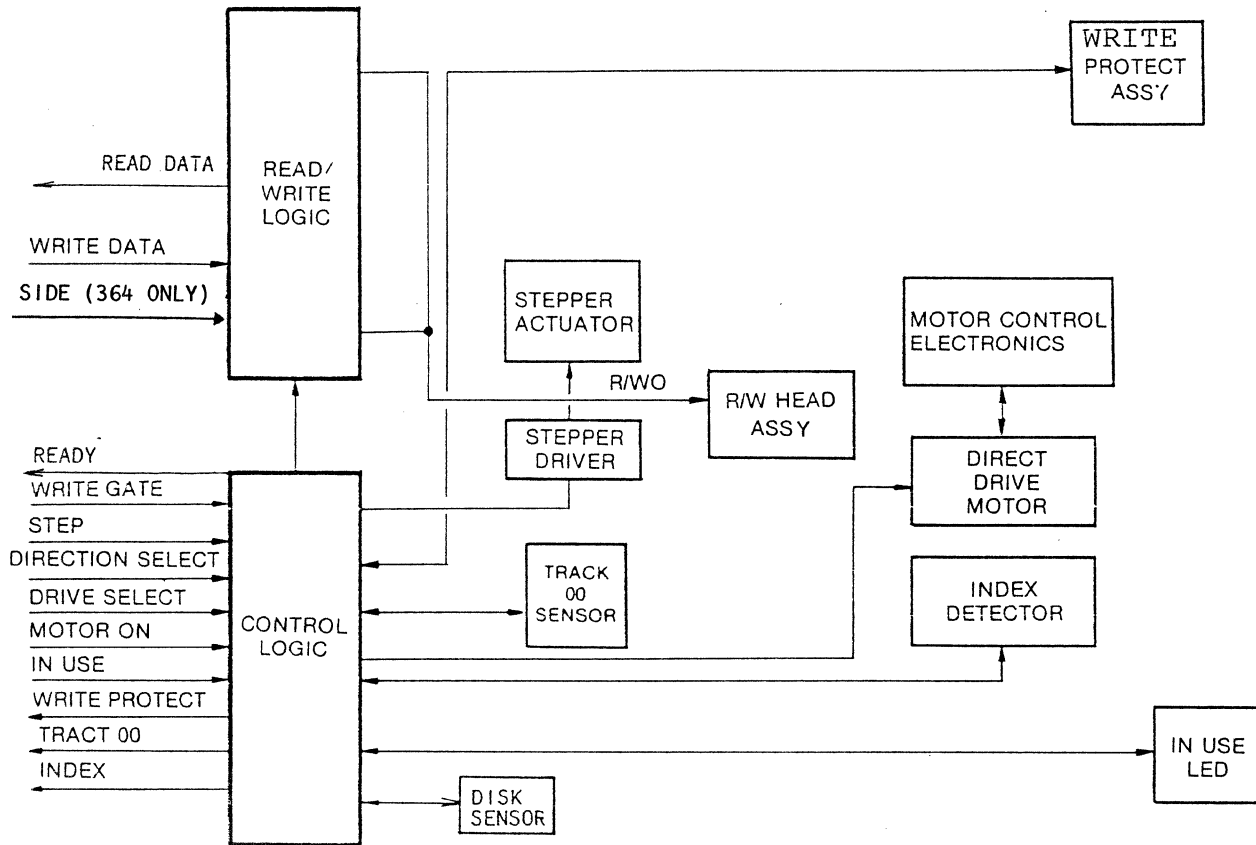 WRITE
PROTECT
ASSY
READ DATA
READ/
WRITE
LOGIC
WRITE DATA
SIDE (364 ONLY)
STEPPER
ACTUATOR
MOTOR CONTROL
ELECTRONICS
R/WO
R/W HEAD
ASSY
STEPPER
DRIVER
DIRECT
DRIVE
MOTOR
READY
WRITE GATE
STEP
DIRECTION SELECT
DRIVE SELECT
MOTOR ON
IN USE
WRITE PROTECT
TRACT 00
INDEX
CONTROL
LOGIC
TRACK
00
SENSOR
INDEX
DETECTOR
IN USE
LED
DISK
SENSOR